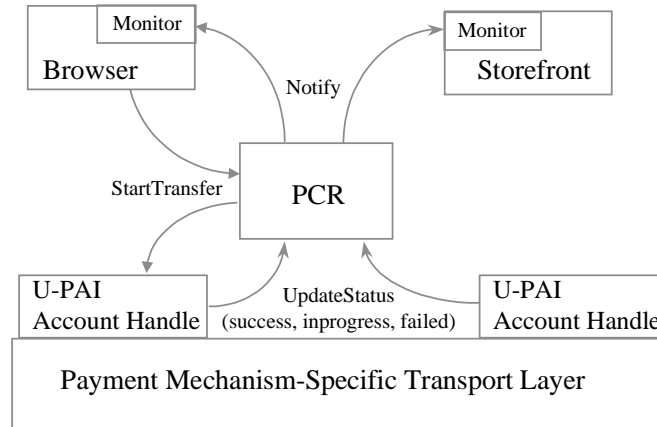 Monitor
Browser
Monitor
Storefront
Notify
StartTransfer
PCR
U-PAI
Account Handle
UpdateStatus
(success, inprogress, failed)
U-PAI
Account Handle
Payment Mechanism-Specific Transport Layer